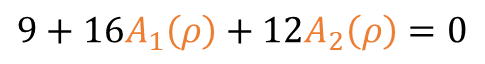 9 + 16A₁(ρ) + 12A₂(ρ) = 0